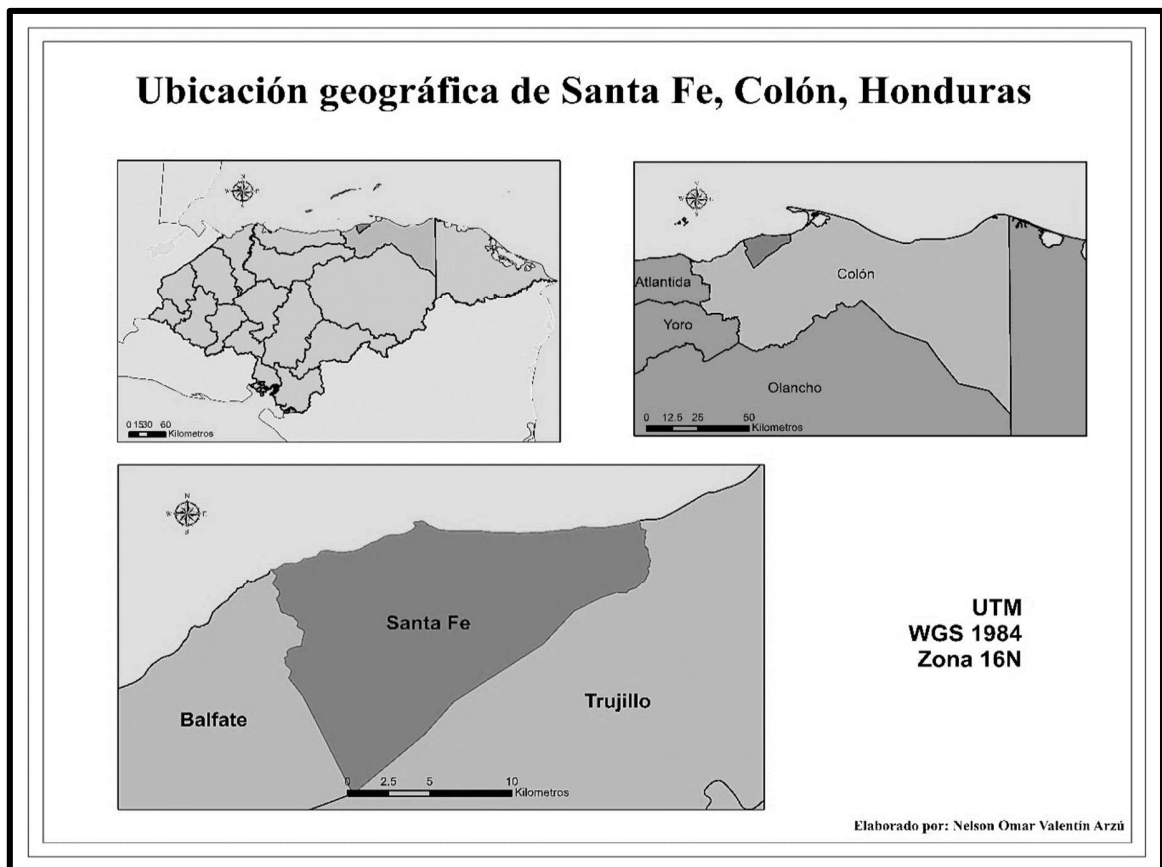 Ubicación geográfica de Santa Fe, Colón, Honduras
N
W E
S
0 15 30 60
Kilometros
N
W E
S
Atlantida
Colón
Yoro
Olancho
0 12.5 25 50
Kilometros
N
W E
S
Santa Fe
Balfate
Trujillo
0 2.5 5 10
Kilometros
UTM
WGS 1984
Zona 16N
Elaborado por: Nelson Omar Valentín Arzú